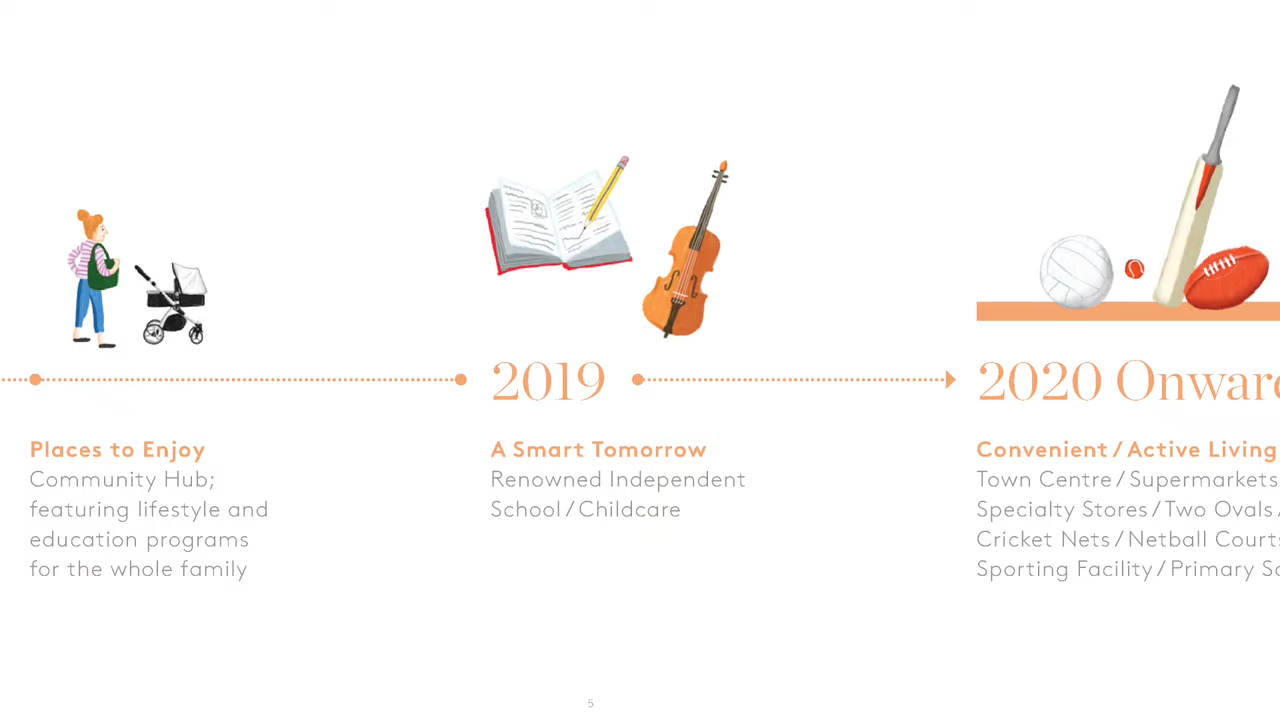 2019
2020 Onward
Places to Enjoy
Community Hub;
featuring lifestyle and
education programs
for the whole family
A Smart Tomorrow
Renowned Independent
School / Childcare
Convenient / Active Living
Town Centre / Supermarkets
Specialty Stores / Two Ovals /
Cricket Nets / Netball Courts
Sporting Facility / Primary
5